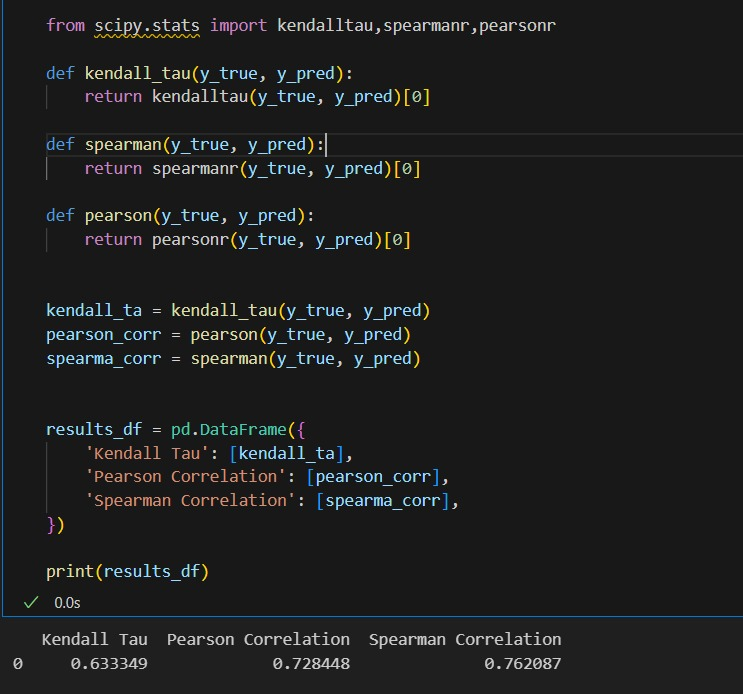 from scipy.stats import kendalltau,spearmanr,pearsonr
def kendall_tau(y_true, y_pred):
    return kendalltau(y_true, y_pred)[0]
def spearman(y_true, y_pred):
    return spearmanr(y_true, y_pred)[0]
def pearson(y_true, y_pred):
    return pearsonr(y_true, y_pred)[0]
kendall_ta = kendall_tau(y_true, y_pred)
pearson_corr = pearson(y_true, y_pred)
spearma_corr = spearman(y_true, y_pred)
results_df = pd.DataFrame({
    'Kendall Tau': [kendall_ta],
    'Pearson Correlation': [pearson_corr],
    'Spearman Correlation': [spearma_corr],
})
print(results_df)
0.0s
Kendall Tau  Pearson Correlation  Spearman Correlation
0     0.633349             0.728448              0.762087